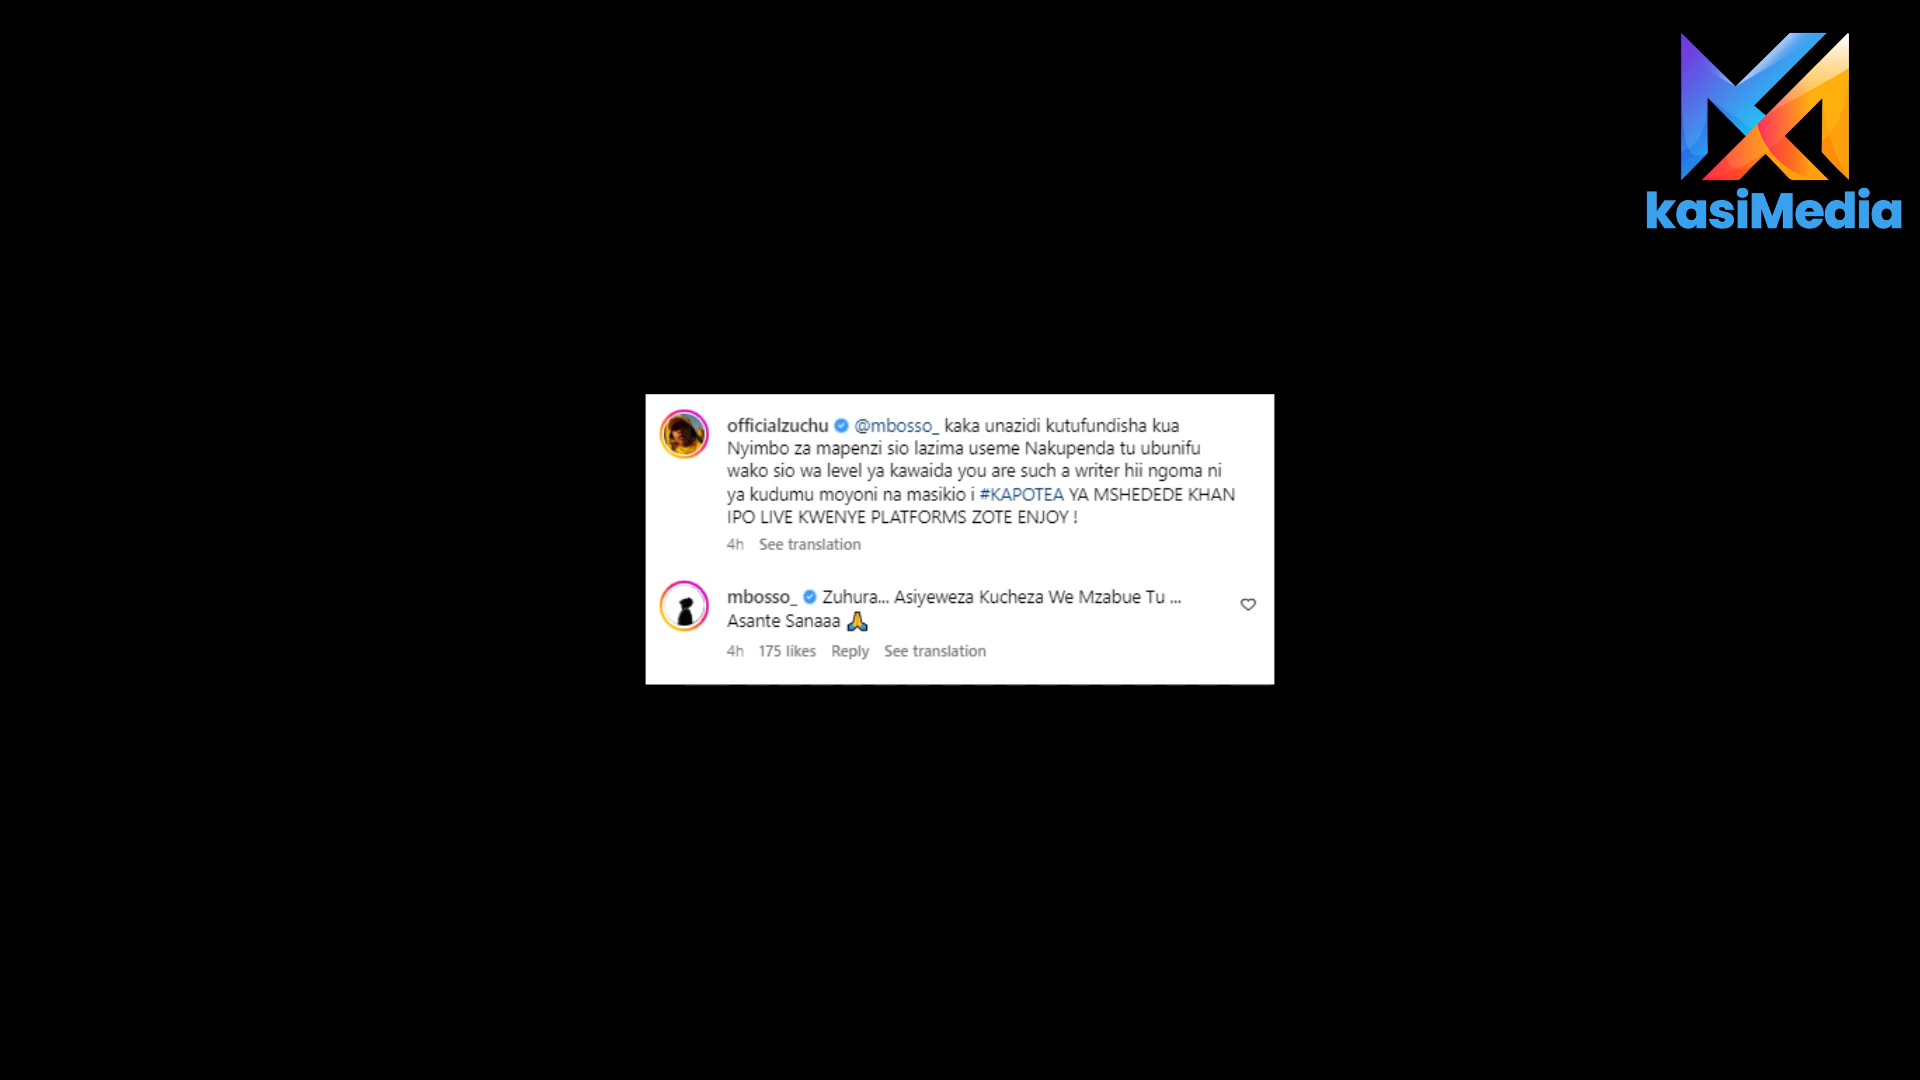 kasiMedia
officialzuchu @mbosso_ kaka unazidi kutufundisha kua
Nyimbo za mapenzi sio lazima useme Nakupenda tu ubunifu
wako sio wa level ya kawaida you are such a writer hii ngoma ni
ya kudumu moyoni na masikio i #KAPOTEA YA MSHEDEDE KHAN
IPO LIVE KWENYE PLATFORMS ZOTE ENJOY !
4h See translation
mbosso_ Zuhura... Asiyeweza Kucheza We Mzabue Tu ...
Asante Sanaaa 🙏
4h 175 likes Reply See translation